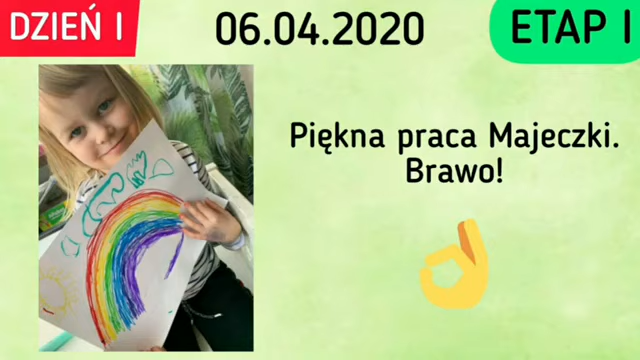 DZIEŃ I
06.04.2020
ETAP I
Piękna praca Majeczki.
Brawo!